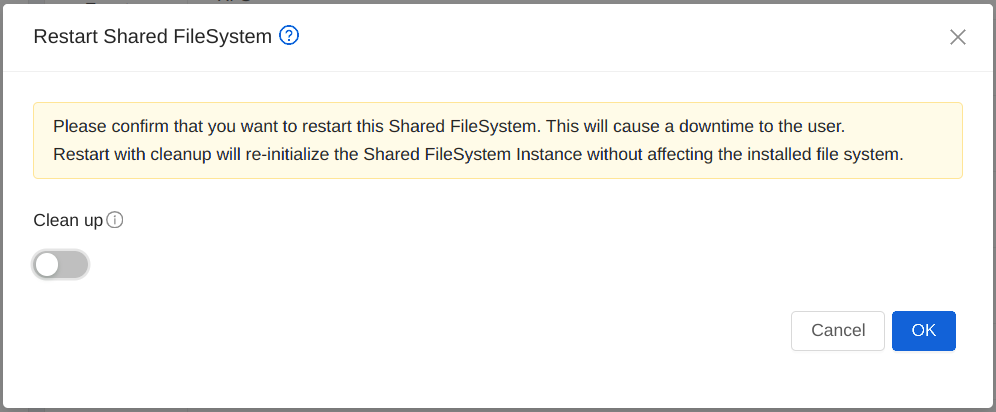 Restart Shared FileSystem
Please confirm that you want to restart this Shared FileSystem. This will cause a downtime to the user.
Restart with cleanup will re-initialize the Shared FileSystem Instance without affecting the installed file system.
Clean up
Cancel
OK